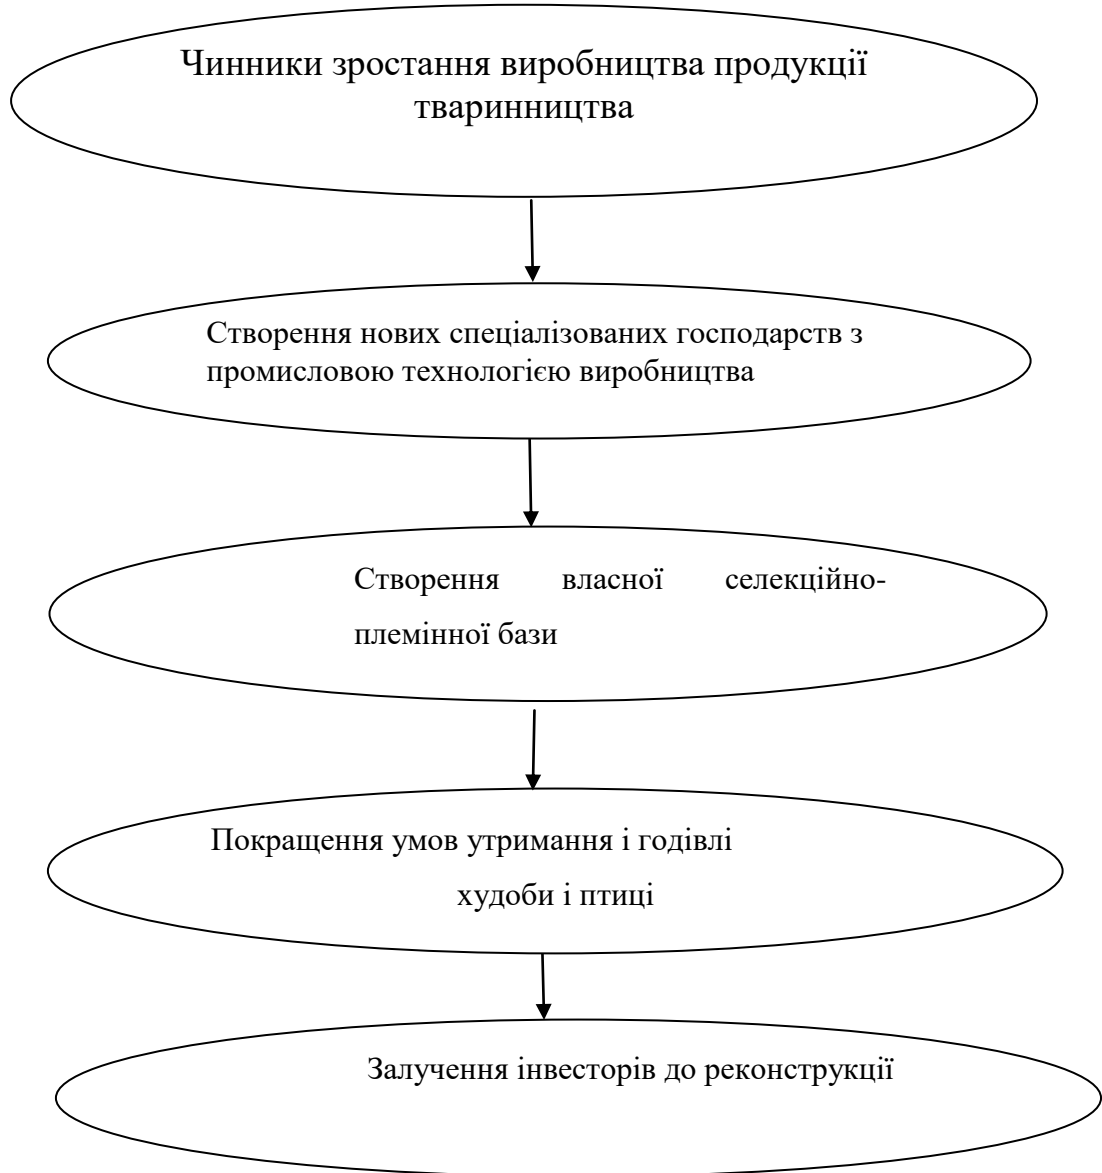 Чинники зростання виробництва продукції
тваринництва
Створення нових спеціалізованих господарств з
промисловою технологією виробництва
Створення власної селекційно-
племінної бази
Покращення умов утримання і годівлі
худоби і птиці
Залучення інвесторів до реконструкції